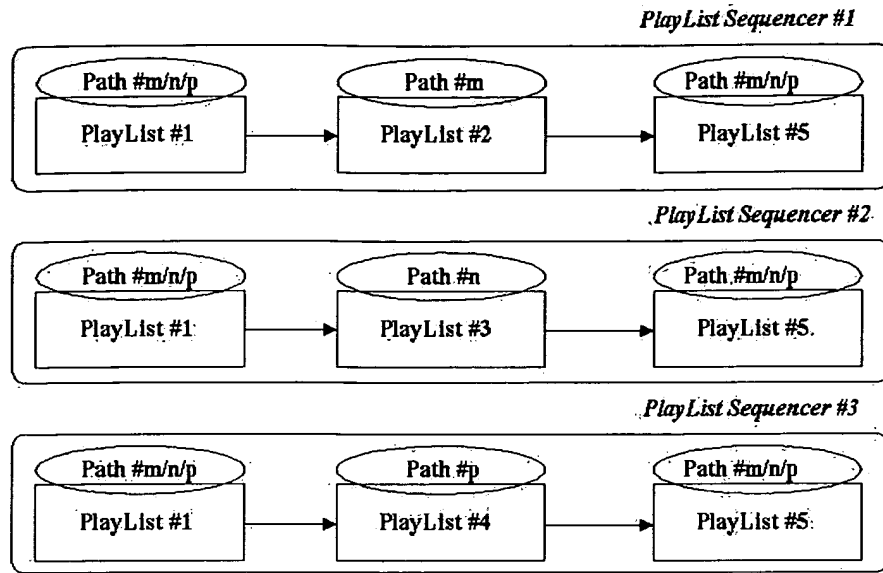 PlayList Sequencer #1
Path #m/n/p Path #m Path #m/n/p
PlayList #1 PlayList #2 PlayList #5
PlayList Sequencer #2
Path #m/n/p Path #n Path #m/n/p
PlayList #1 PlayList #3 PlayList #5
PlayList Sequencer #3
Path #m/n/p Path #p Path #m/n/p
PlayList #1 PlayList #4 PlayList #5